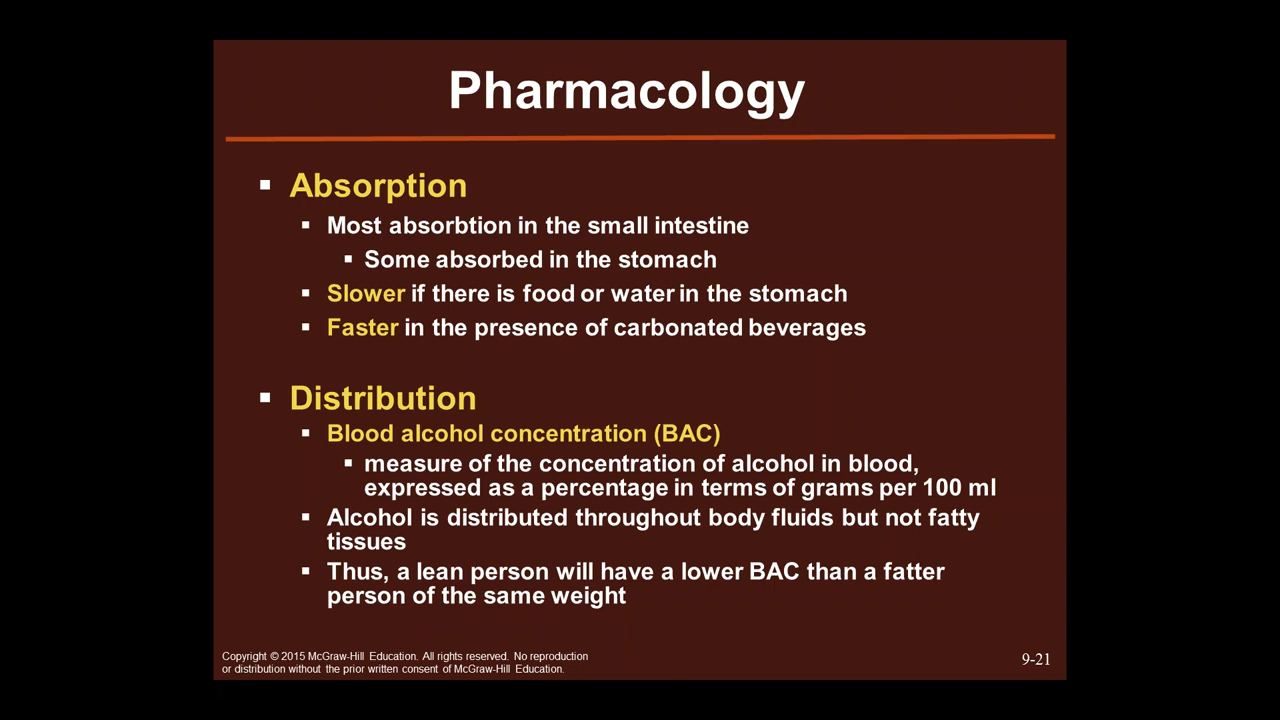 Pharmacology
▪ Absorption
▪ Most absorbtion in the small intestine
▪ Some absorbed in the stomach
▪ Slower if there is food or water in the stomach
▪ Faster in the presence of carbonated beverages
▪ Distribution
▪ Blood alcohol concentration (BAC)
▪ measure of the concentration of alcohol in blood,
expressed as a percentage in terms of grams per 100 ml
▪ Alcohol is distributed throughout body fluids but not fatty
tissues
▪ Thus, a lean person will have a lower BAC than a fatter
person of the same weight
Copyright © 2015 McGraw-Hill Education. All rights reserved. No reproduction
or distribution without the prior written consent of McGraw-Hill Education.
9-21